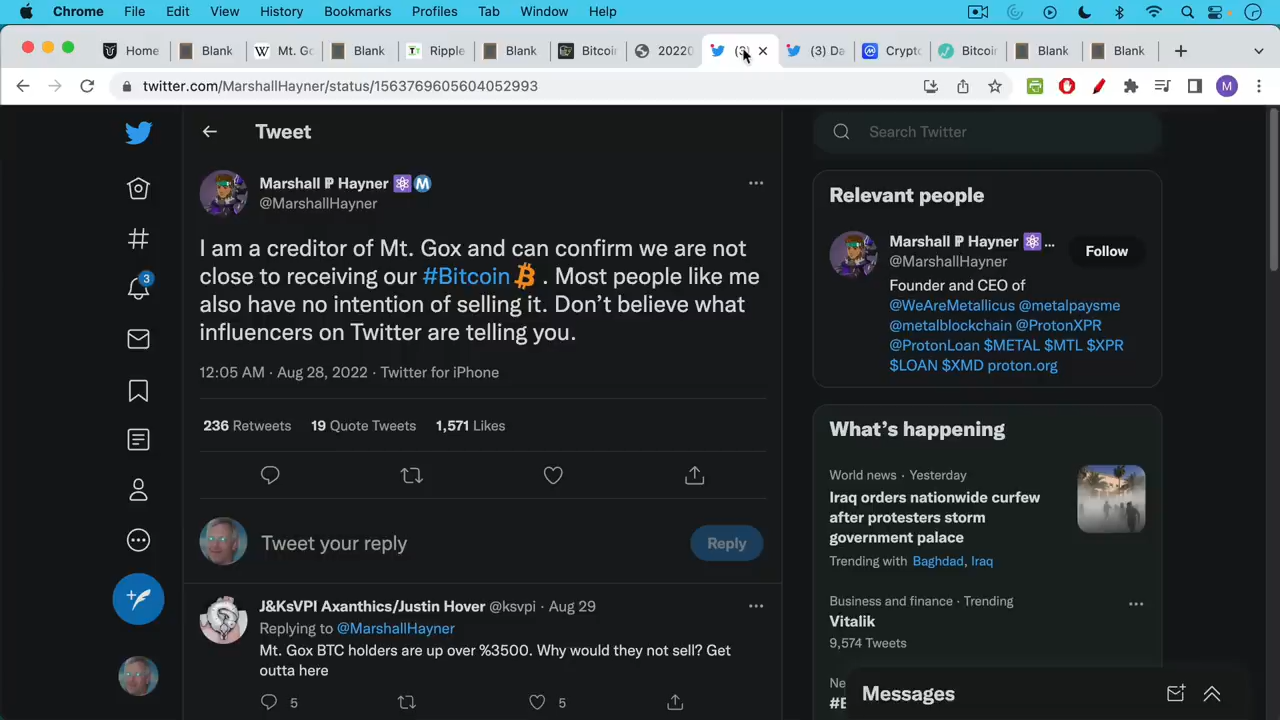 Chrome File Edit View History Bookmarks Profiles Tab Window Help
Home Blank Mt. Go Blank Ripple Blank Bitcoi 20220 (3) (3) Da Crypto Bitcoi Blank Blank
twitter.com/MarshallHayner/status/1563769605604052993 M
Tweet
Marshall Hayner M
@MarshallHayner
I am a creditor of Mt. Gox and can confirm we are not
close to receiving our #Bitcoin . Most people like me
also have no intention of selling it. Don’t believe what
influencers on Twitter are telling you.
12:05 AM · Aug 28, 2022 · Twitter for iPhone
236 Retweets 19 Quote Tweets 1,571 Likes
3
Tweet your reply
Reply
J&KsVPI Axanthics/Justin Hover @ksvpi · Aug 29
Replying to @MarshallHayner
Mt. Gox BTC holders are up over %3500. Why would they not sell? Get
outta here
5 5
Search Twitter
Relevant people
Marshall Hayner ...
@MarshallHayner
Follow
Founder and CEO of
@WeAreMetallicus @metalpaysme
@metalblockchain @ProtonXPR
@ProtonLoan $METAL $MTL $XPR
$LOAN $XMD proton.org
What’s happening
World news · Yesterday
Iraq orders nationwide curfew
after protesters storm
government palace
Trending with Baghdad, Iraq
Business and finance · Trending
Vitalik
9,574 Tweets
Messages